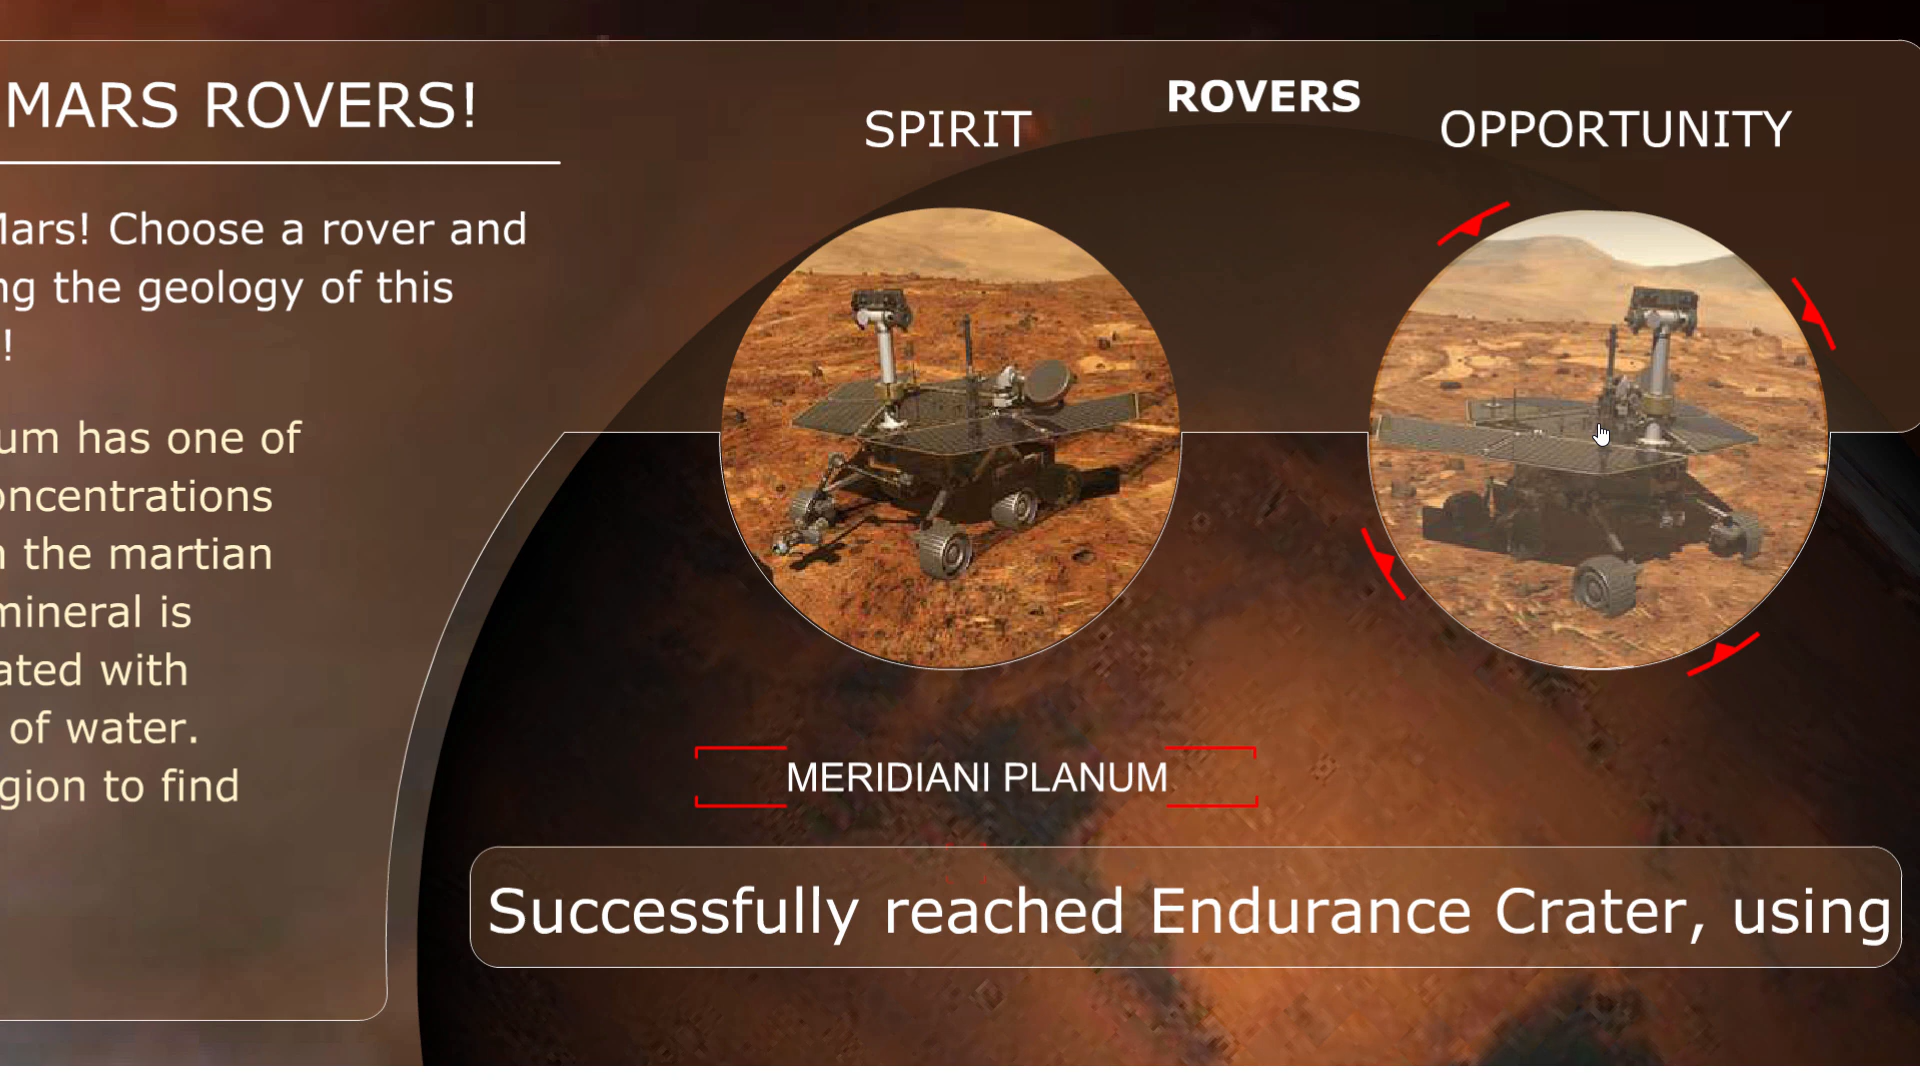 MARS ROVERS!
Mars! Choose a rover and
ng the geology of this
!
um has one of
oncentrations
n the martian
mineral is
ated with
of water.
gion to find
ROVERS
SPIRIT
OPPORTUNITY
MERIDIANI PLANUM
Successfully reached Endurance Crater, using